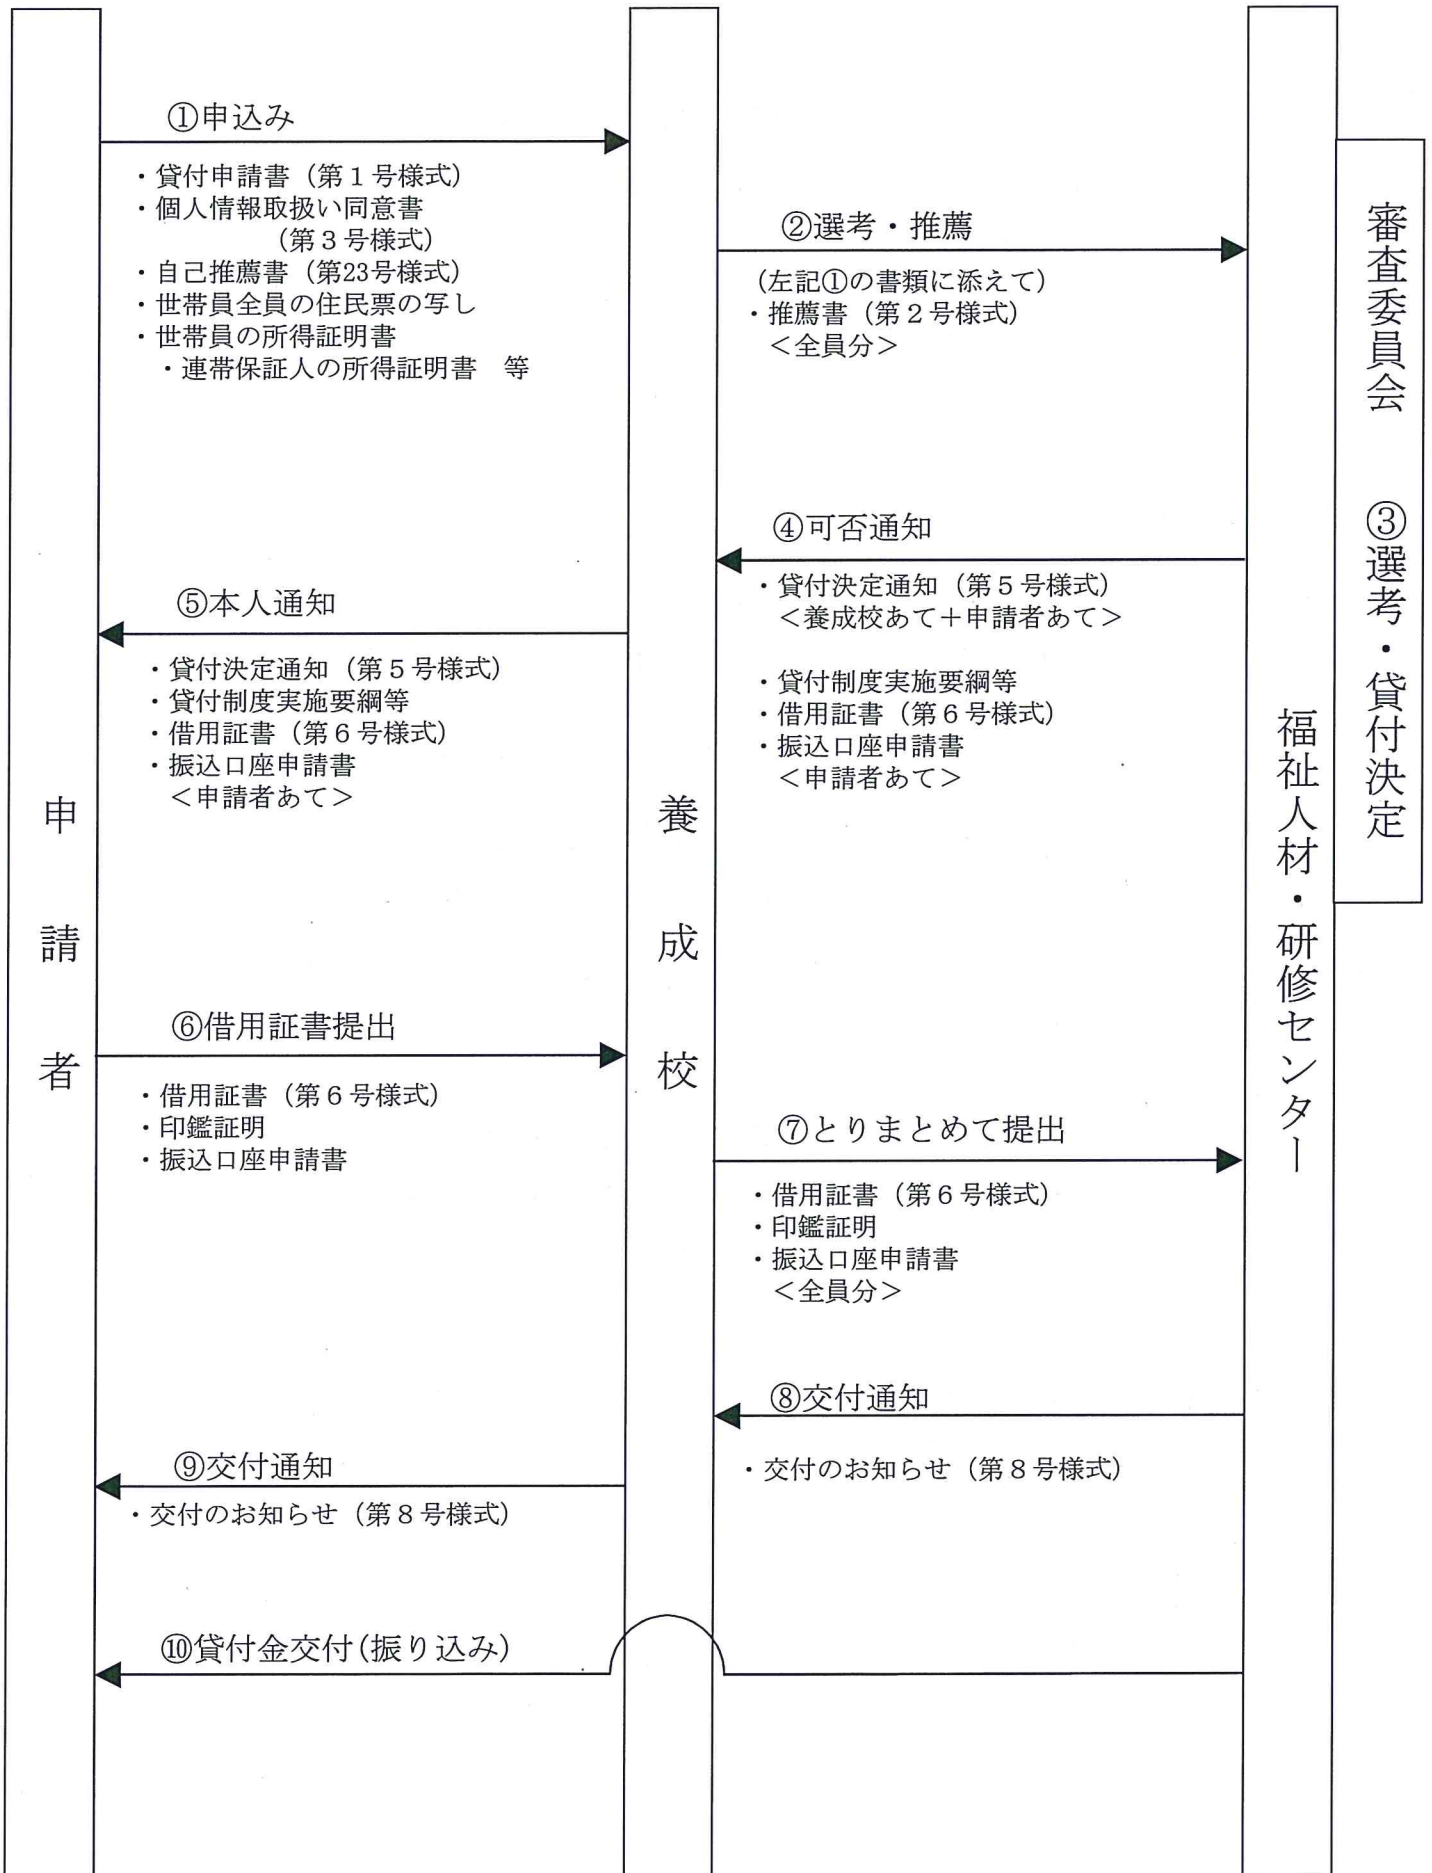 ①申込み
・貸付申請書（第１号様式）
・個人情報取扱い同意書
（第３号様式）
・自己推薦書（第23号様式）
・世帯員全員の住民票の写し
・世帯員の所得証明書
・連帯保証人の所得証明書　等
②選考・推薦
（左記①の書類に添えて）
・推薦書（第２号様式）
＜全員分＞
審査委員会　③選考・貸付決定
④可否通知
・貸付決定通知（第５号様式）
＜養成校あて＋申請者あて＞
・貸付制度実施要綱等
・借用証書（第６号様式）
・振込口座申請書
＜申請者あて＞
⑤本人通知
・貸付決定通知（第５号様式）
・貸付制度実施要綱等
・借用証書（第６号様式）
・振込口座申請書
＜申請者あて＞
申請者
養成校
福祉人材・研修センター
⑥借用証書提出
・借用証書（第６号様式）
・印鑑証明
・振込口座申請書
⑦とりまとめて提出
・借用証書（第６号様式）
・印鑑証明
・振込口座申請書
＜全員分＞
⑧交付通知
・交付のお知らせ（第８号様式）
⑨交付通知
・交付のお知らせ（第８号様式）
⑩貸付金交付(振り込み)